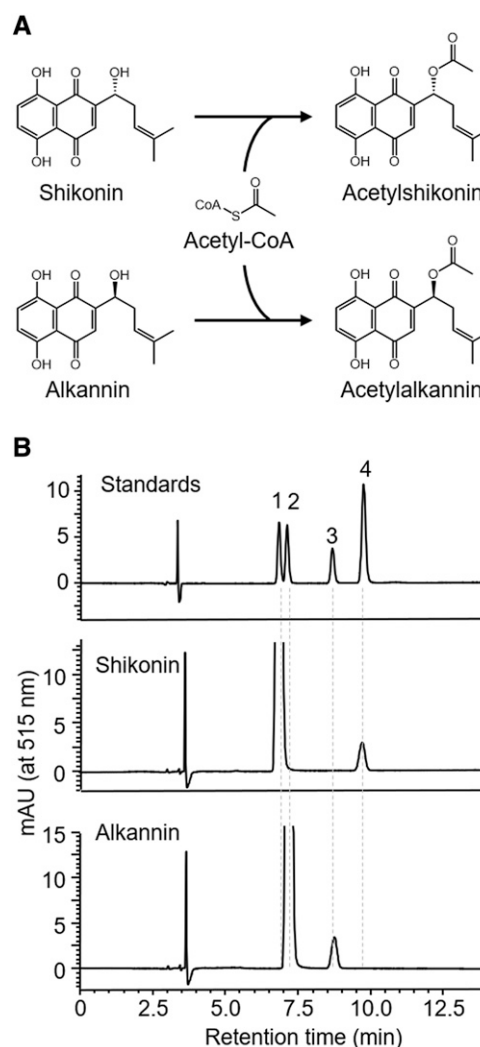 A
OH O OH
OH O
Shikonin
O
O
OH O
OH O
Acetylshikonin
O
CoA S
Acetyl-CoA
OH O OH
OH O
Alkannin
O
O
OH O
OH O
Acetylalkannin
B
mAU (at 515 nm)
Standards
1 2 3 4
10
5
0
Shikonin
10
5
0
Alkannin
15
10
5
0
0 2.5 5.0 7.5 10.0 12.5
Retention time (min)